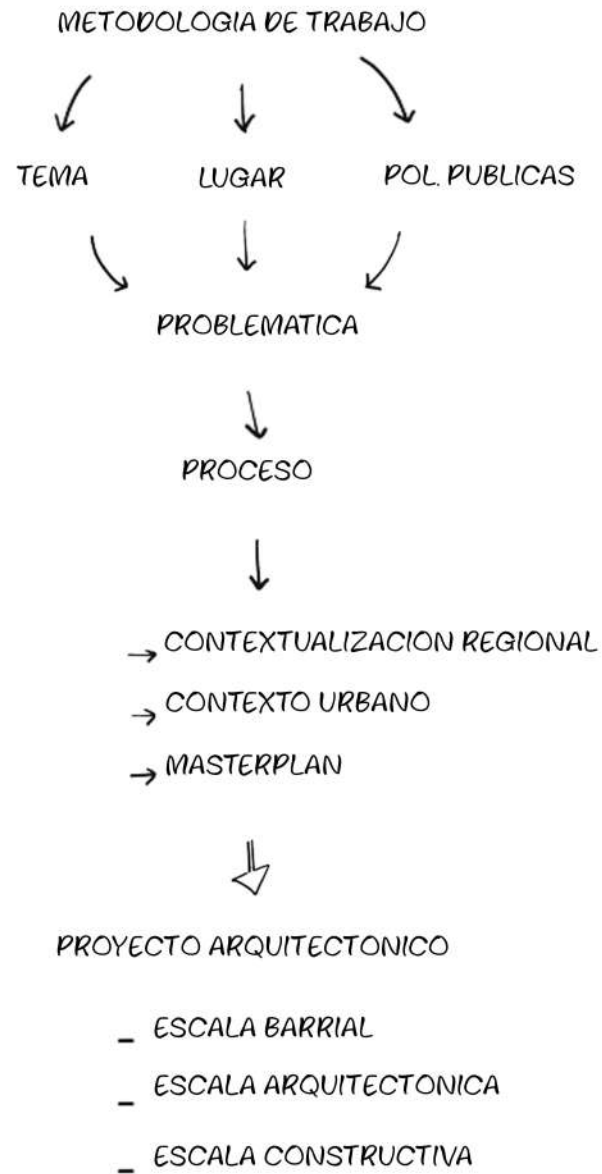 METODOLOGIA DE TRABAJO
TEMA LUGAR POL. PUBLICAS
PROBLEMATICA
PROCESO
CONTEXTUALIZACION REGIONAL
CONTEXTO URBANO
MASTERPLAN
PROYECTO ARQUITECTONICO
- ESCALA BARRIAL
- ESCALA ARQUITECTONICA
- ESCALA CONSTRUCTIVA